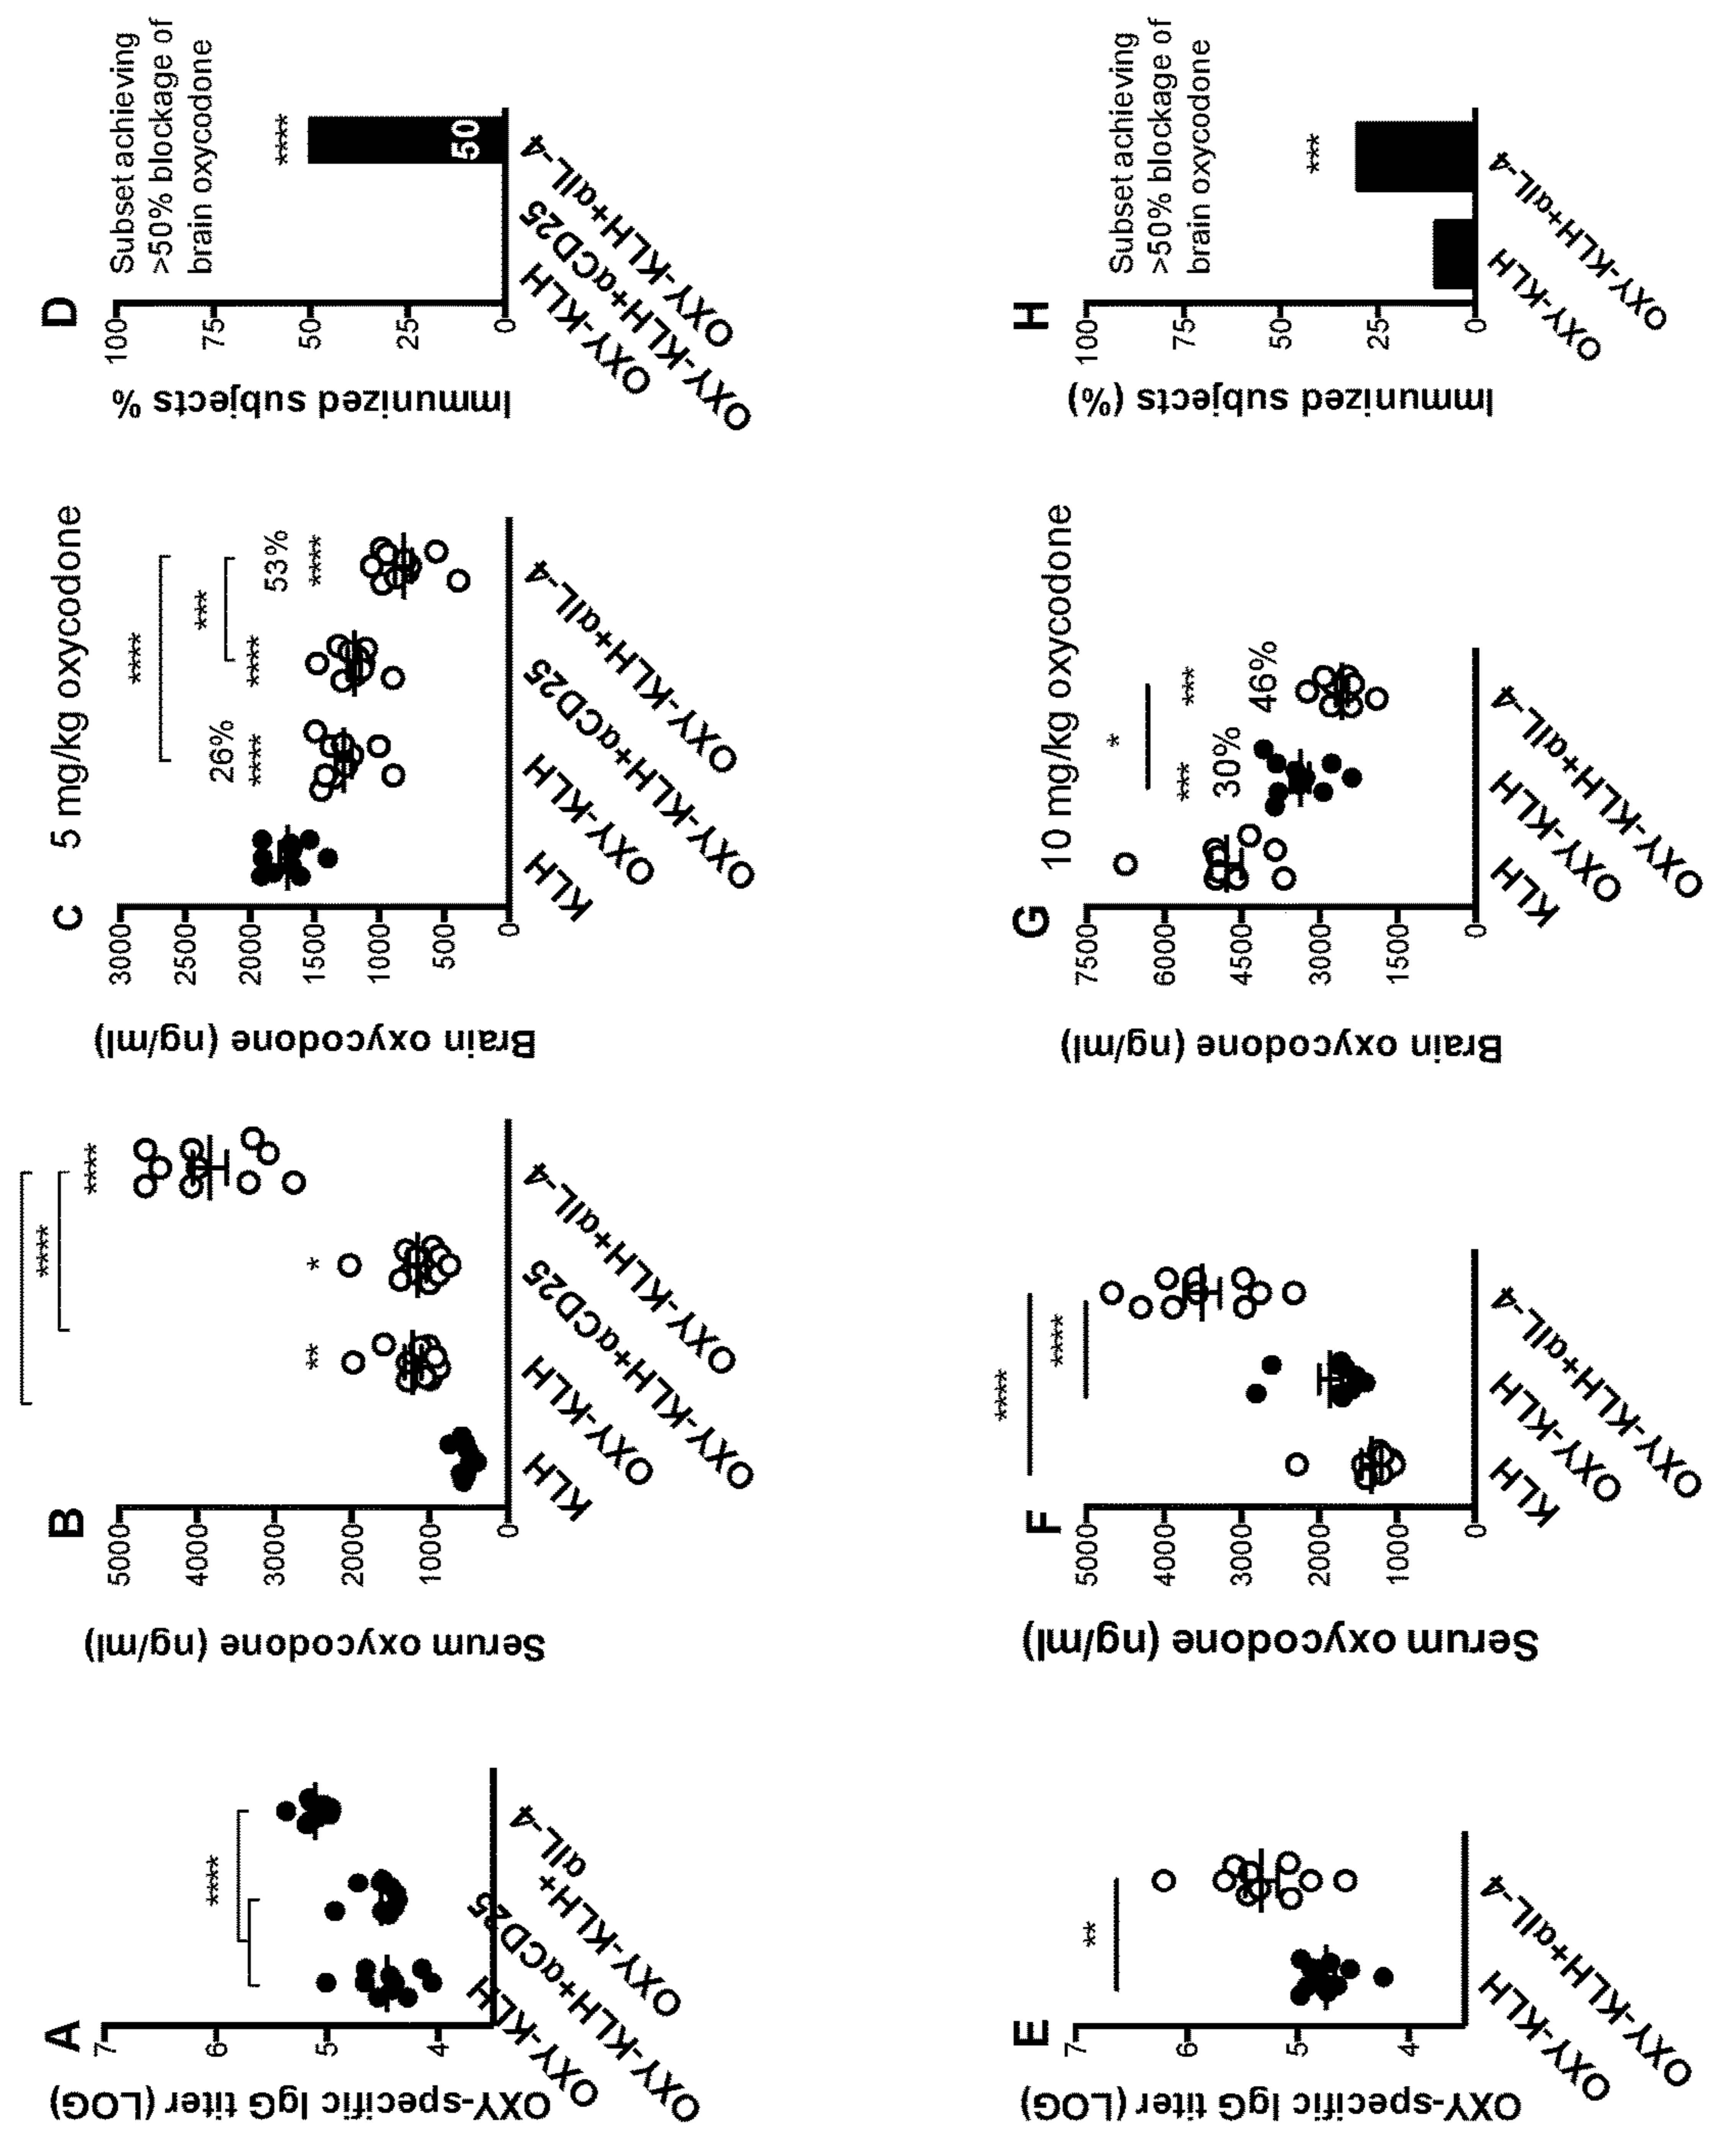 A
OXY-specific IgG titer (LOG)
7
6
5
4
****
OXY-KLH
OXY-KLH+αCD25
OXY-KLH+ αIL-4
B
Serum oxycodone (ng/ml)
5000
4000
3000
2000
1000
0
**
*
****
****
KLH
OXY-KLH
OXY-KLH+αCD25
OXY-KLH+αIL-4
C
5 mg/kg oxycodone
Brain oxycodone (ng/ml)
3000
2500
2000
1500
1000
500
0
****
***
26%
****
****
53%
****
KLH
OXY-KLH
OXY-KLH+αCD25
OXY-KLH+αIL-4
D
Subset achieving
>50% blockage of
brain oxycodone
Immunized subjects %
100
75
50
25
0
****
50
OXY-KLH
OXY-KLH+αCD25
OXY-KLH+αIL-4
E
OXY-specific IgG titer (LOG)
7
6
5
4
**
OXY-KLH
OXY-KLH+αIL-4
F
Serum oxycodone (ng/ml)
5000
4000
3000
2000
1000
0
****
****
KLH
OXY-KLH
OXY-KLH+αIL-4
G
10 mg/kg oxycodone
Brain oxycodone (ng/ml)
7500
6000
4500
3000
1500
0
*
***
30%
***
46%
KLH
OXY-KLH
OXY-KLH+αIL-4
H
Subset achieving
>50% blockage of
brain oxycodone
Immunized subjects (%)
100
75
50
25
0
***
OXY-KLH
OXY-KLH+αIL-4